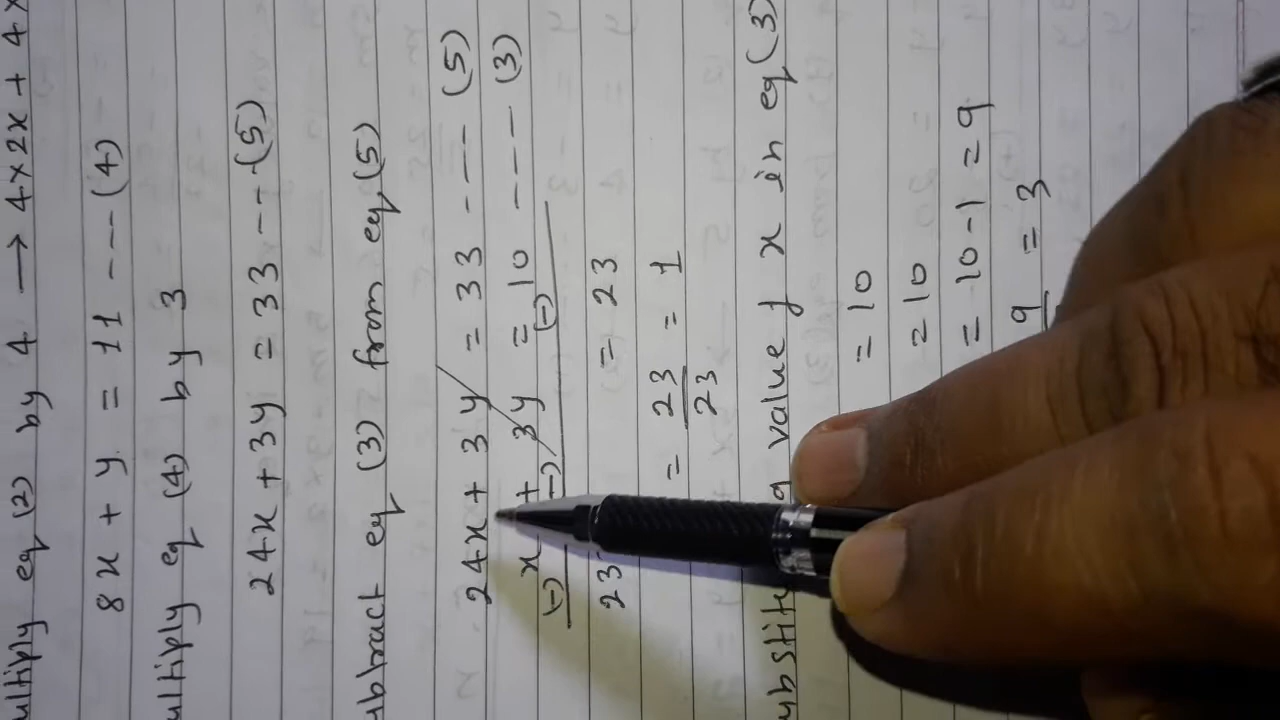 ultiply eq (2) by 4 → 4×2x + 4×
8x + y = 11 --- (4)
ultiply eq (4) by 3
24x + 3y = 33 --- (5)
ubtract eq (3) from eq (5)
24x + 3y = 33 - --- (5)
x + 3y = 10 ---- (3)
(-) (-) (-)
23 = 23
= 23/23 = 1
ubstitu g value f x in eq (3)
= 10
= 10
= 10 - 1 = 9
9 = 3